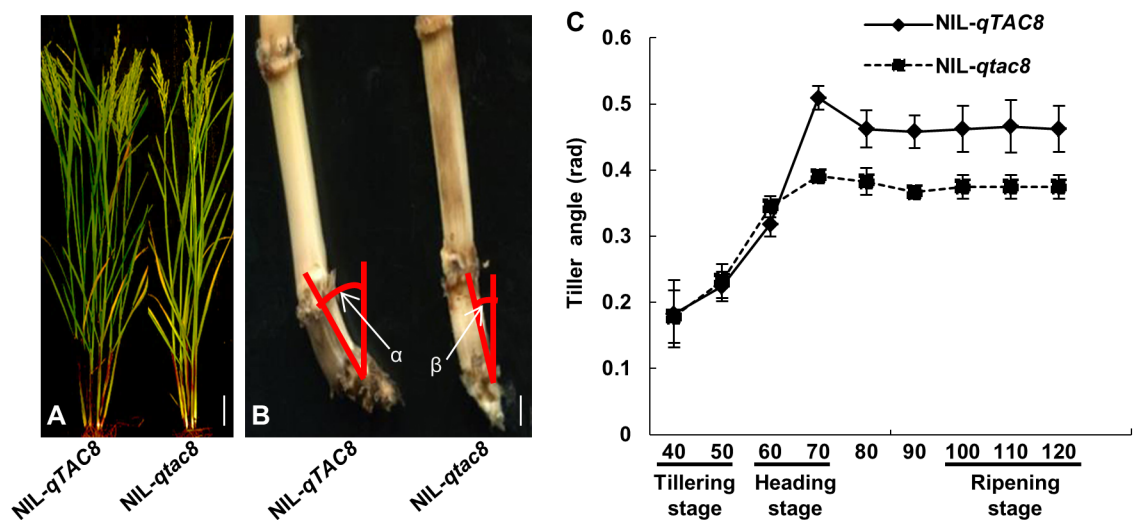 A
B
α
β
NIL-qTAC8
NIL-qtac8
NIL-qTAC8
NIL-qtac8
C
NIL-qTAC8
NIL-qtac8
Tiller angle (rad)
0.6
0.5
0.4
0.3
0.2
0.1
0
40 50 60 70 80 90 100 110 120
Tillering stage
Heading stage
Ripening stage